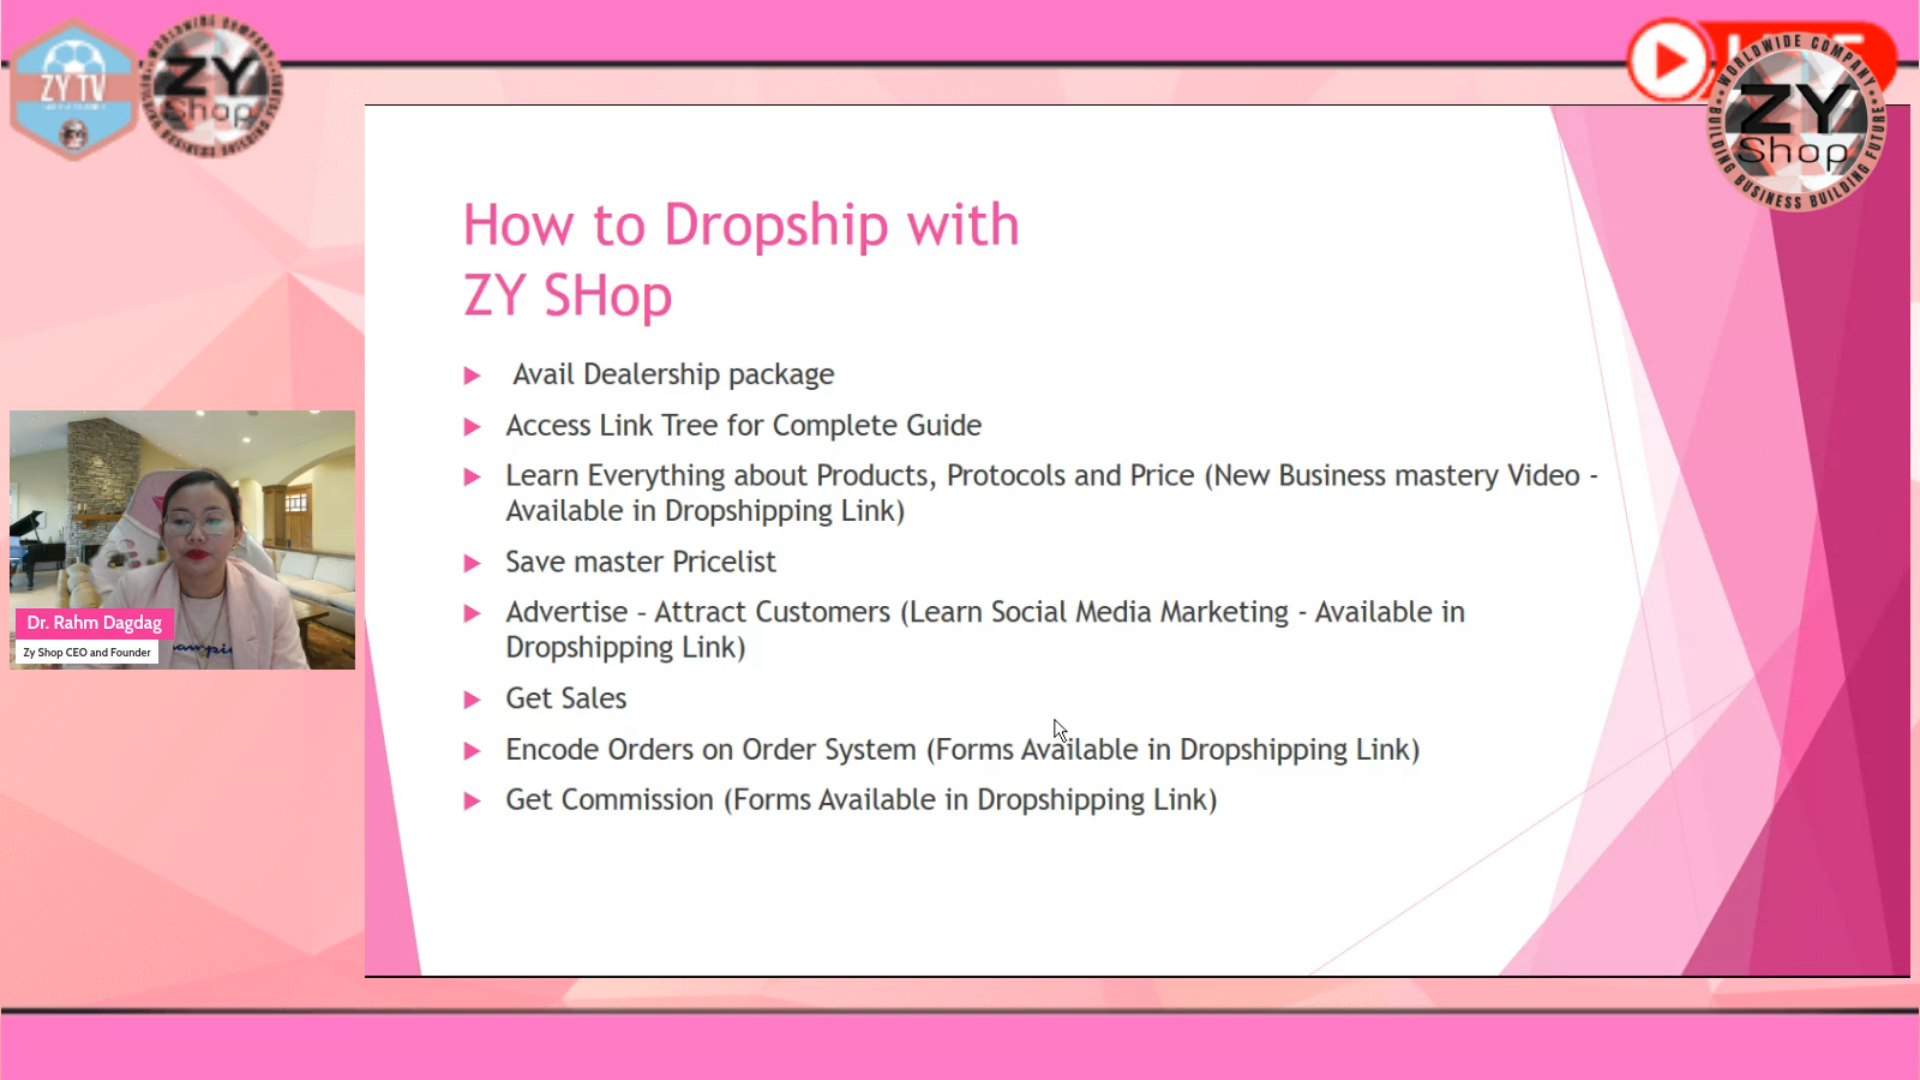 ZY TV
ZY
Shop
WORLDWIDE COMPANY
BUILDING BUSINESS BUILDING FUTURE
ZY
Shop
How to Dropship with
ZY SHop
Avail Dealership package
Access Link Tree for Complete Guide
Learn Everything about Products, Protocols and Price (New Business mastery Video -
Available in Dropshipping Link)
Save master Pricelist
Advertise – Attract Customers (Learn Social Media Marketing - Available in
Dropshipping Link)
Get Sales
Encode Orders on Order System (Forms Available in Dropshipping Link)
Get Commission (Forms Available in Dropshipping Link)
Dr. Rahm Dagdag
Zy Shop CEO and Founder